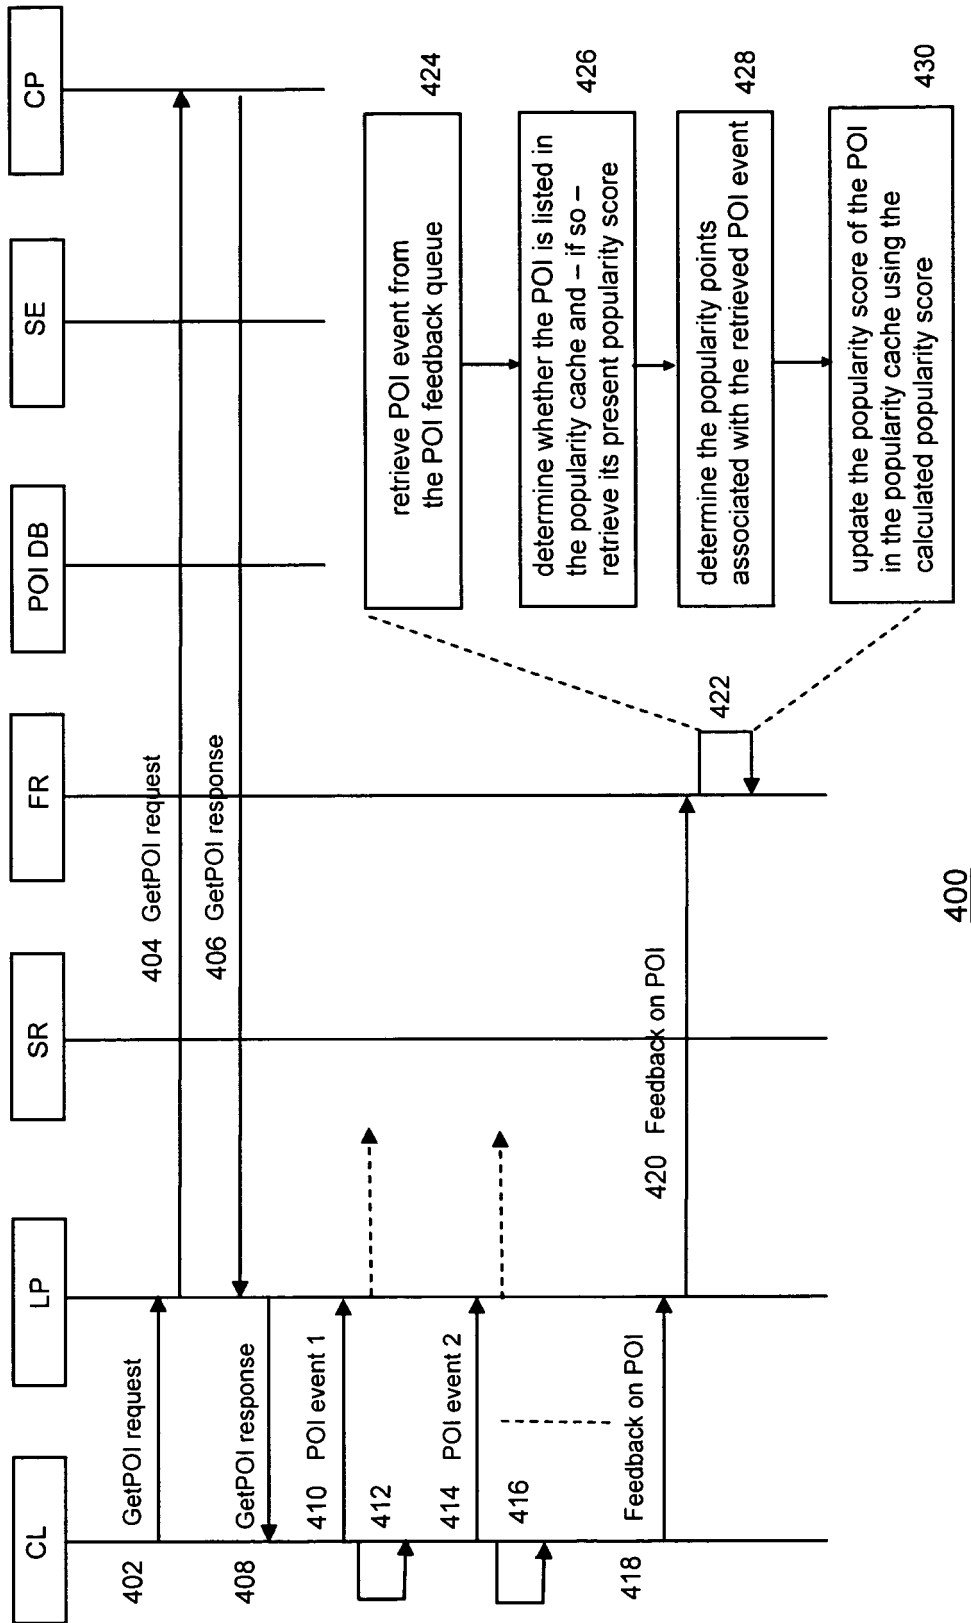 CL
LP
SR
FR
POI DB
SE
CP
402
GetPOI request
404 GetPOI request
406 GetPOI response
408
GetPOI response
410 POI event 1
412
414 POI event 2
416
418
Feedback on POI
420 Feedback on POI
422
retrieve POI event from
the POI feedback queue
424
determine whether the POI is listed in
the popularity cache and – if so –
retrieve its present popularity score
426
determine the popularity points
associated with the retrieved POI event
428
update the popularity score of the POI
in the popularity cache using the
calculated popularity score
430
400